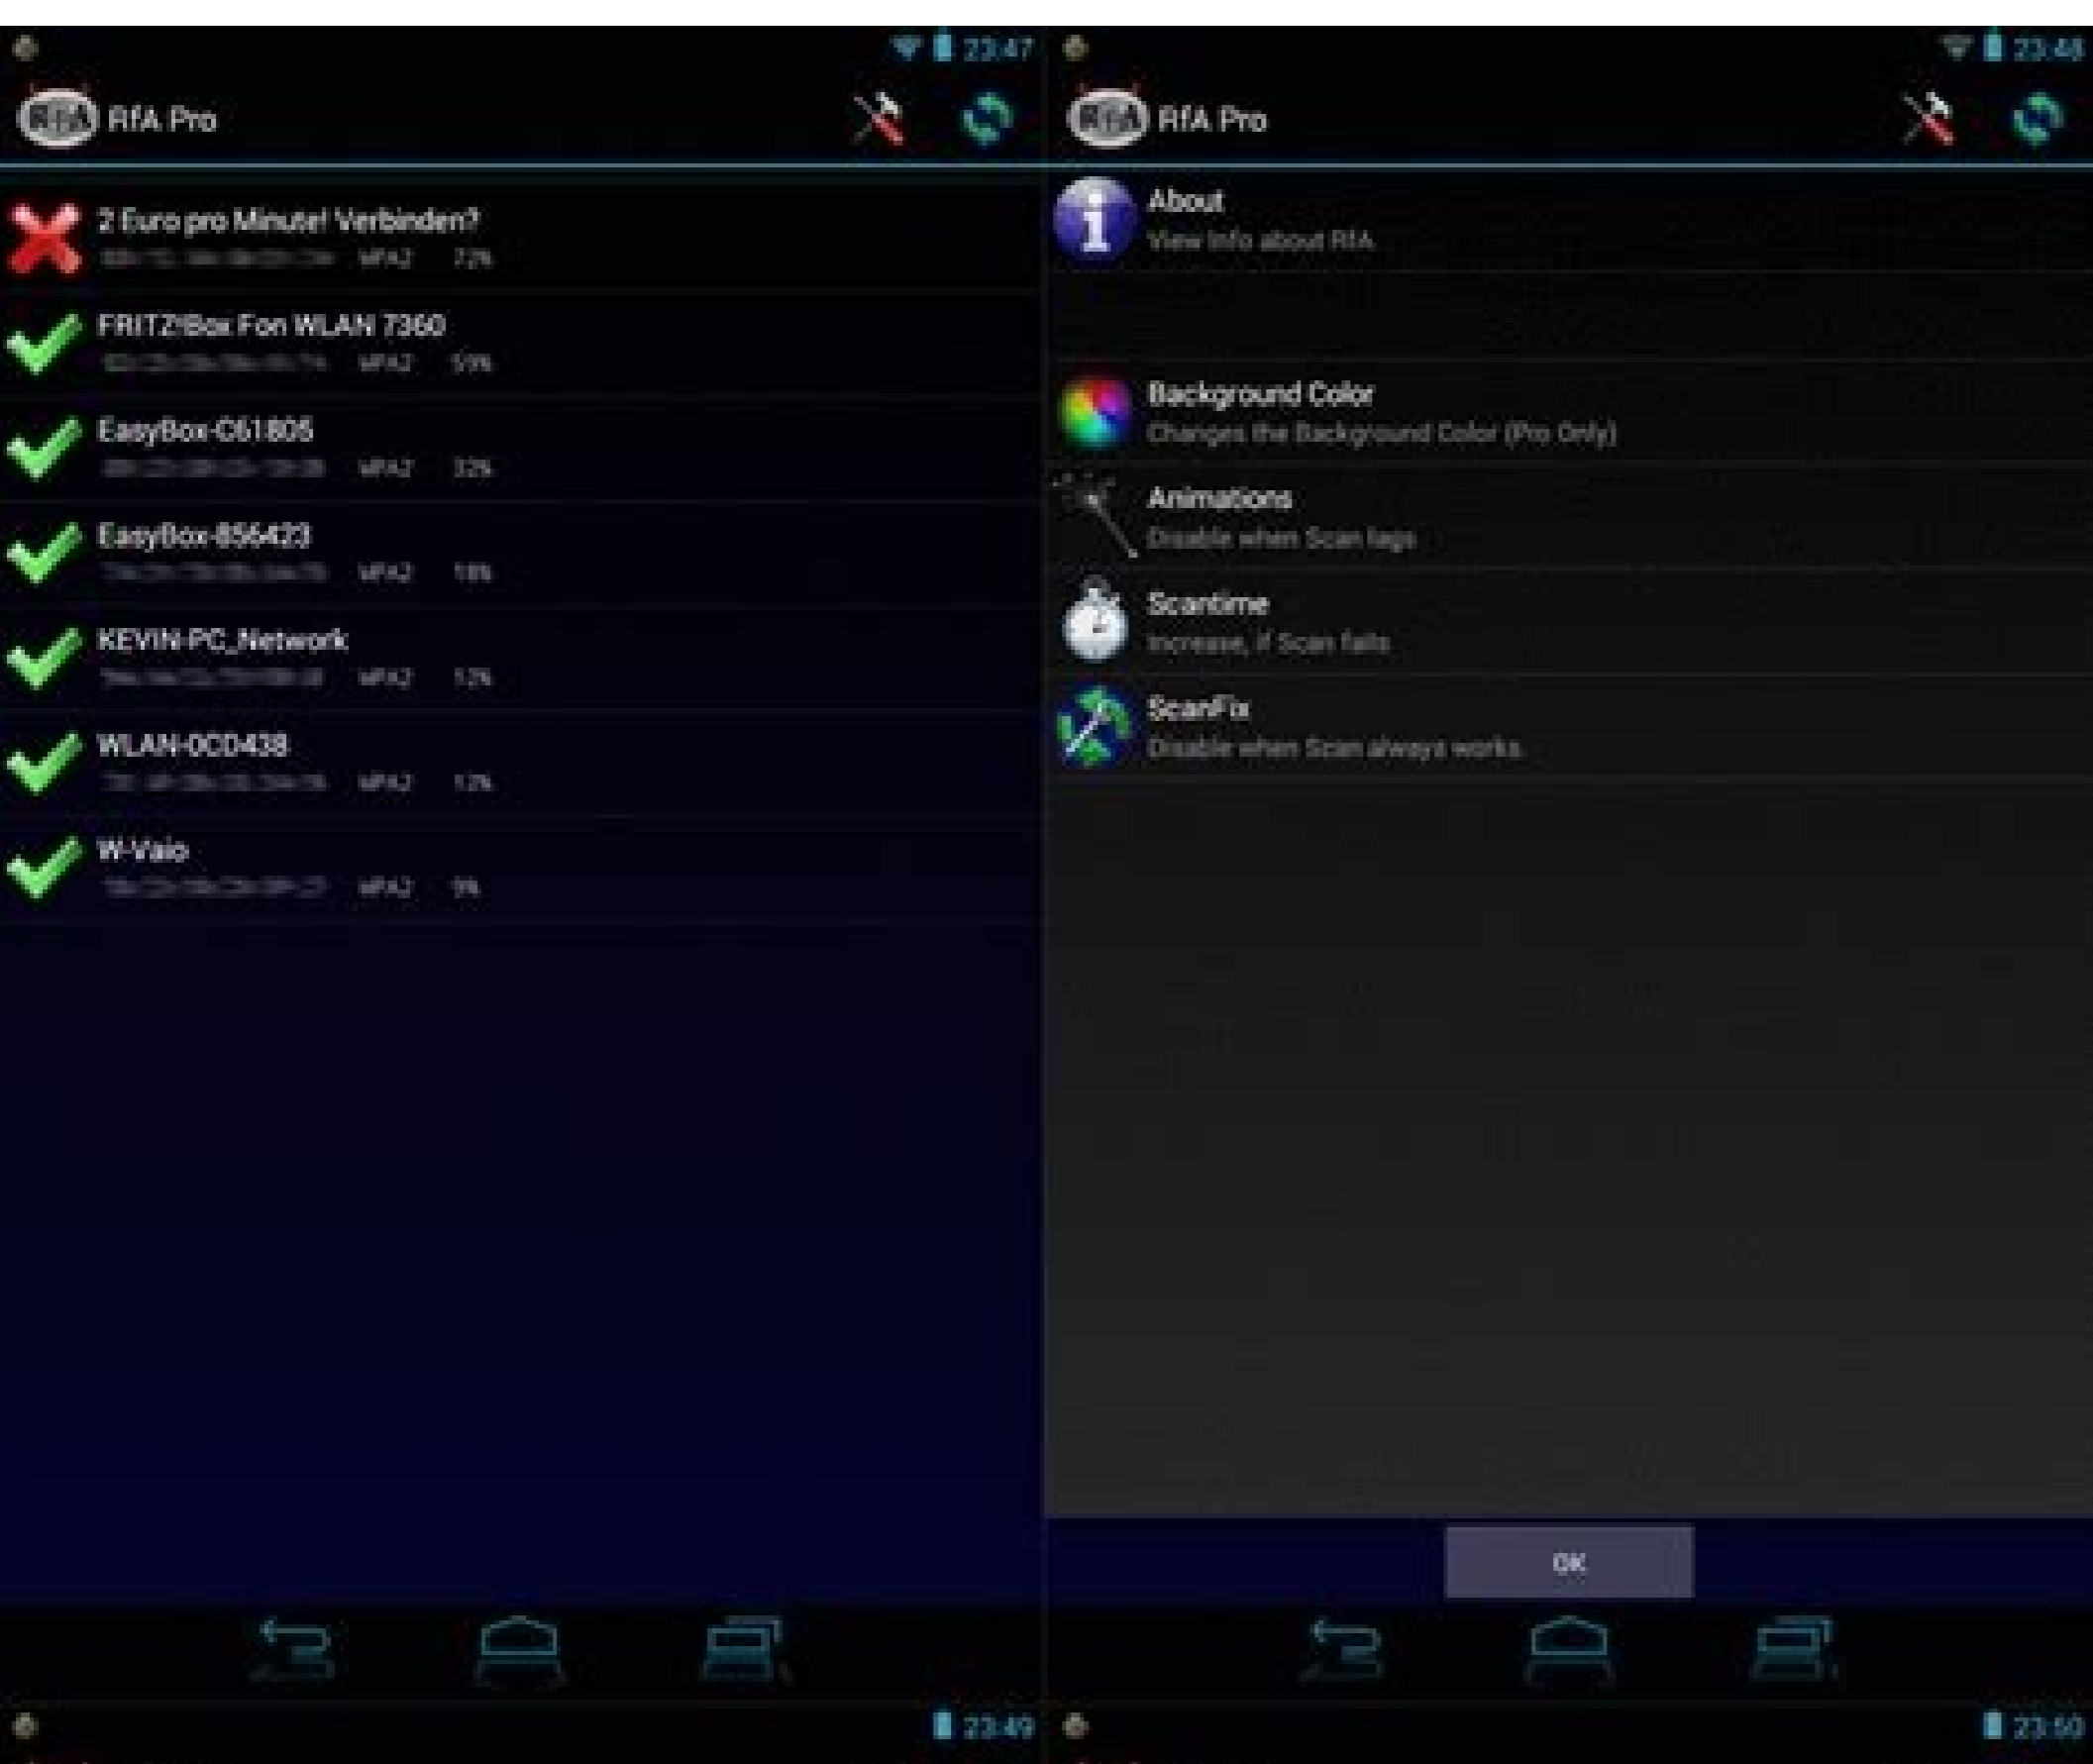 23:47
RfA RfA Pro
2 Euro pro Minute! Verbinden?
WPA2 72%
FRITZ!Box Fon WLAN 7360
WPA2 59%
EasyBox-C61805
WPA2 32%
EasyBox-856423
WPA2 18%
KEVIN-PC_Network
WPA2 12%
WLAN-0CD438
WPA2 12%
W-Vaio
WPA2 9%
23:49
23:48
RfA RfA Pro
About
View Info about RfA
Background Color
Changes the Background Color (Pro Only)
Animations
Disable when Scan lags
Scantime
Increase, if Scan fails
ScanFix
Disable when Scan always works
OK
23:50